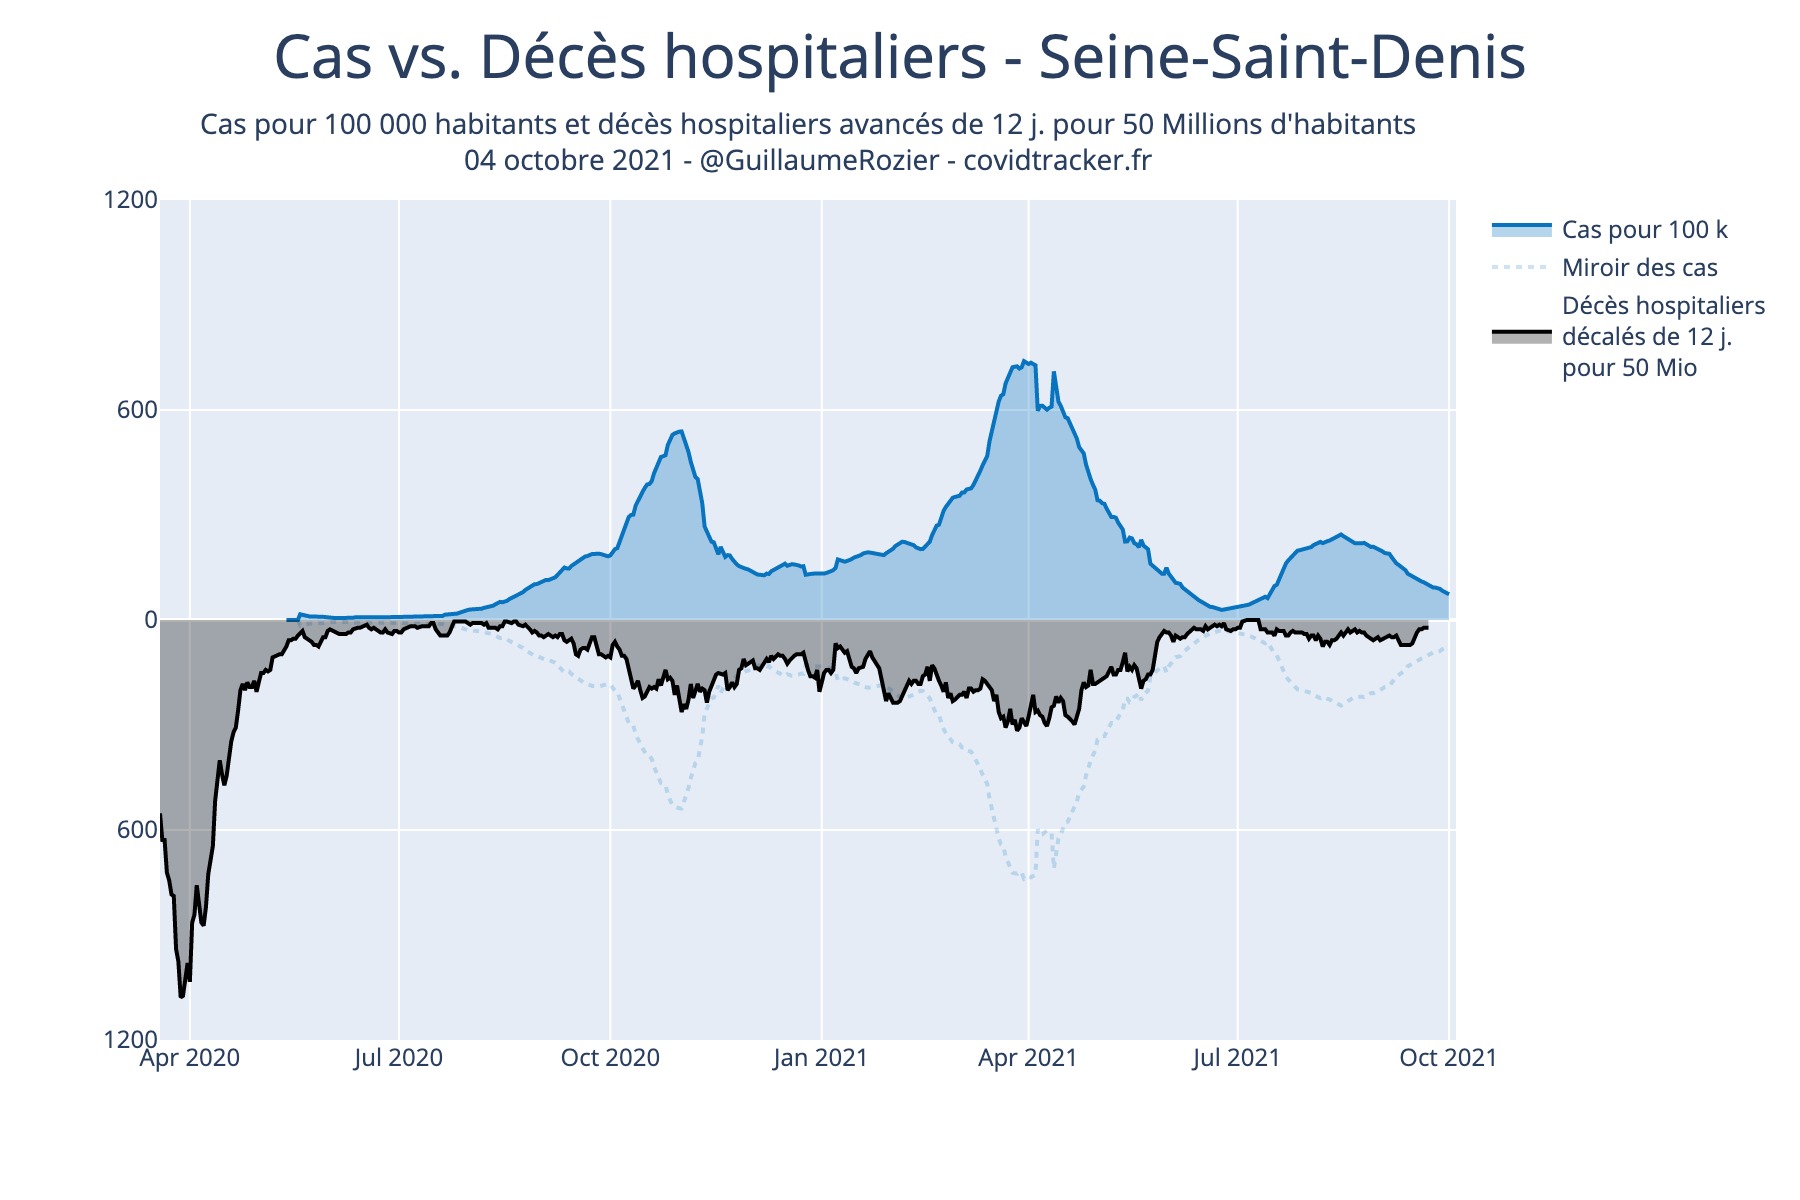 Cas vs. Décès hospitaliers - Seine-Saint-Denis
Cas pour 100 000 habitants et décès hospitaliers avancés de 12 j. pour 50 Millions d'habitants
04 octobre 2021 - @GuillaumeRozier - covidtracker.fr
1200
600
0
600
1200
Apr 2020
Jul 2020
Oct 2020
Jan 2021
Apr 2021
Jul 2021
Oct 2021
Cas pour 100 k
Miroir des cas
Décès hospitaliers
décalés de 12 j.
pour 50 Mio